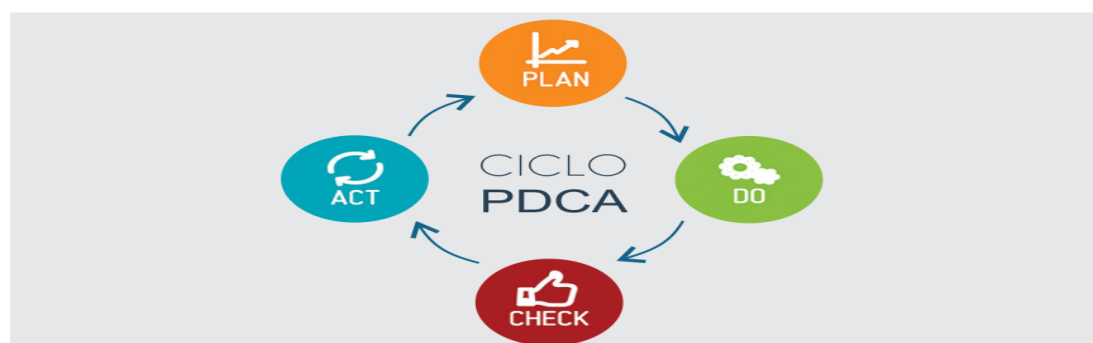 PLAN
DO
CHECK
ACT
CICLO
PDCA